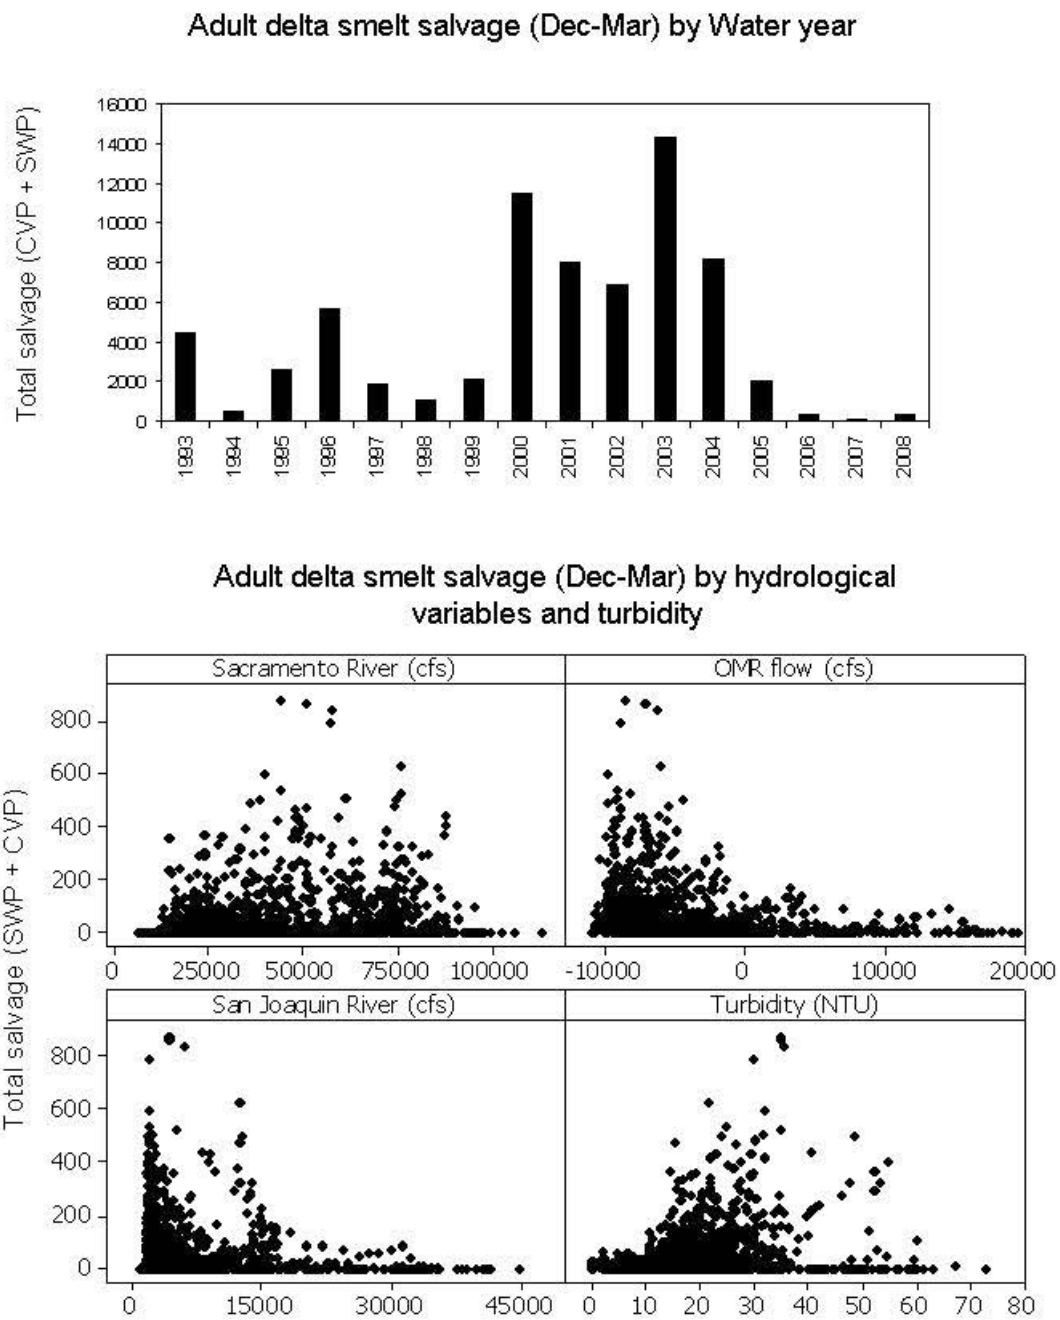 Adult delta smelt salvage (Dec-Mar) by Water year
Total salvage (CVP + SWP)
16000
14000
12000
10000
8000
6000
4000
2000
0
1993 1994 1995 1996 1997 1998 1999 2000 2001 2002 2003 2004 2005 2006 2007 2008
Adult delta smelt salvage (Dec-Mar) by hydrological
variables and turbidity
Total salvage (SWP + CVP)
Sacramento River (cfs)
OMR flow (cfs)
800
600
400
200
0
0 25000 50000 75000 100000
-10000 0 10000 20000
San Joaquin River (cfs)
Turbidity (NTU)
800
600
400
200
0
0 15000 30000 45000
0 10 20 30 40 50 60 70 80